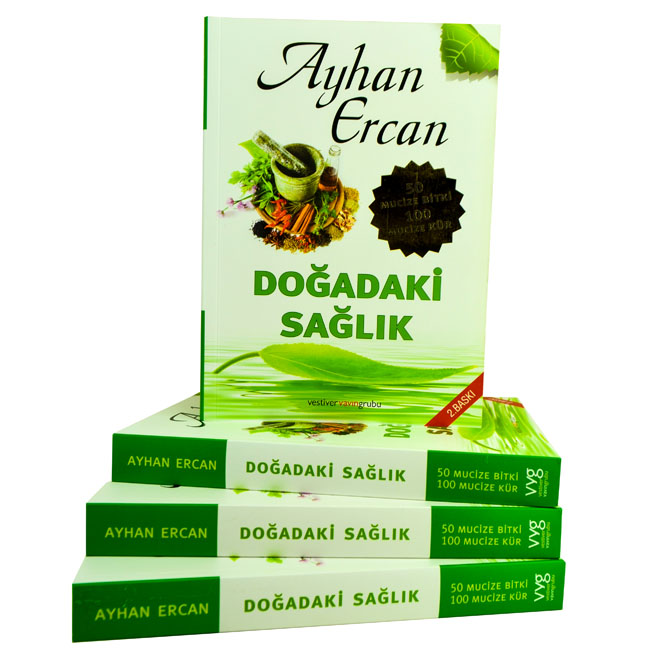 Ayhan
Ercan
50
MUCİZE BİTKİ
100
MUCİZE KÜR
DOĞADAKİ
SAĞLIK
vestiyer yayıngrubu
2.BASKI
DOĞADAKİ
AYHAN ERCAN
DOĞADAKİ SAĞLIK
50 MUCİZE BİTKİ
100 MUCİZE KÜR
vyg
AYHAN ERCAN
DOĞADAKİ SAĞLIK
50 MUCİZE BİTKİ
100 MUCİZE KÜR
vyg
AYHAN ERCAN
DOĞADAKİ SAĞLIK
50 MUCİZE BİTKİ
100 MUCİZE KÜR
vyg